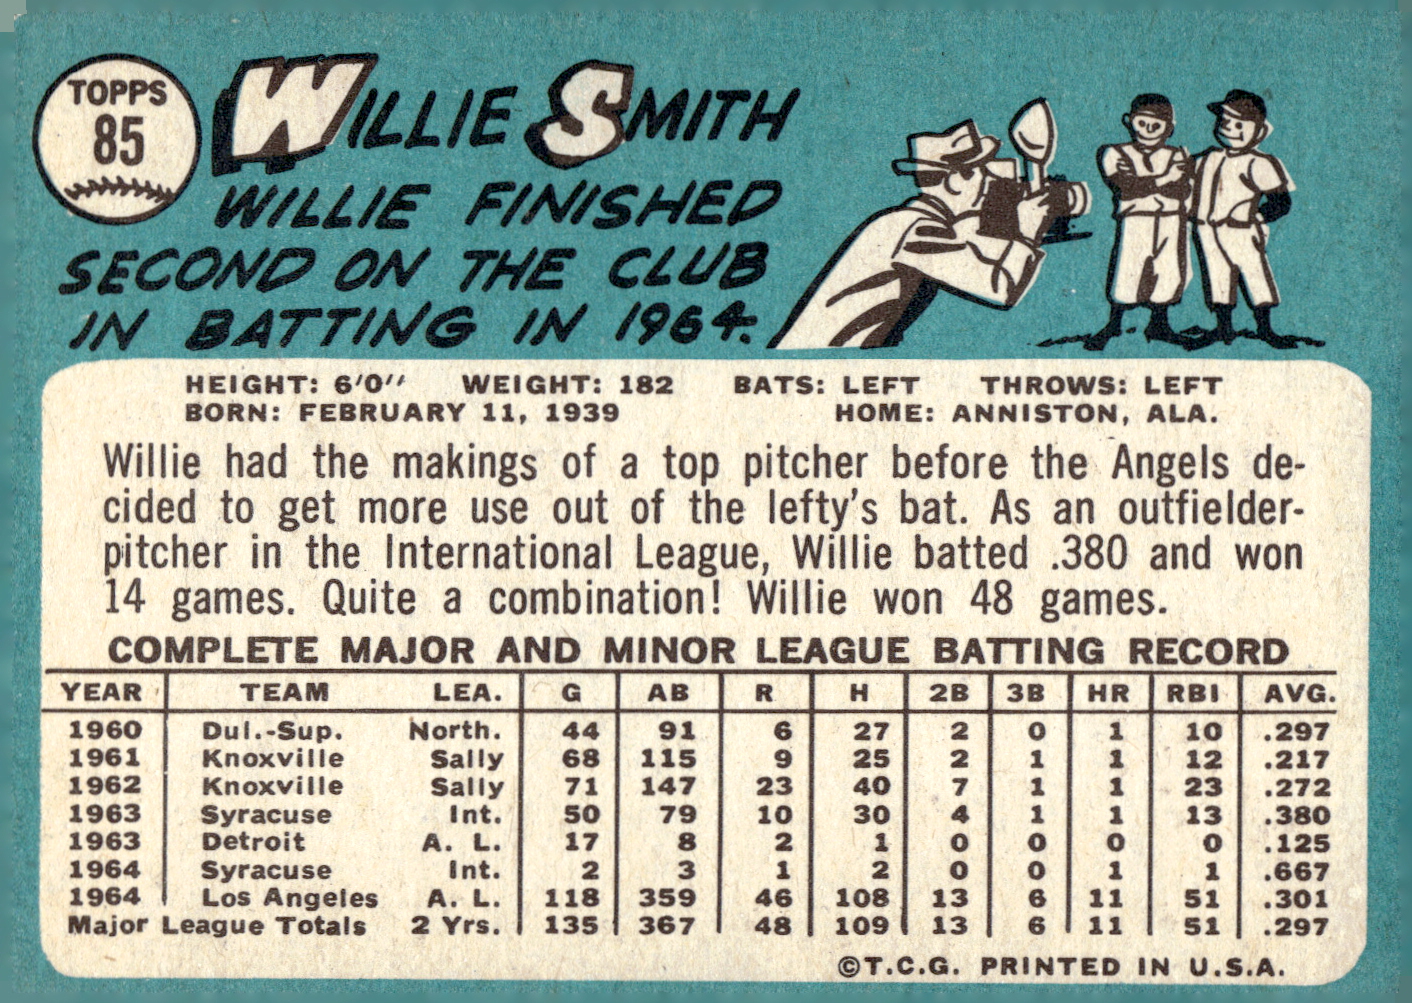 TOPPS
85
WILLIE SMITH
WILLIE FINISHED
SECOND ON THE CLUB
IN BATTING IN 1964.
HEIGHT: 6'0" WEIGHT: 182 BATS: LEFT THROWS: LEFT
BORN: FEBRUARY 11, 1939 HOME: ANNISTON, ALA.
Willie had the makings of a top pitcher before the Angels de-
cided to get more use out of the lefty's bat. As an outfielder-
pitcher in the International League, Willie batted .380 and won
14 games. Quite a combination! Willie won 48 games.
COMPLETE MAJOR AND MINOR LEAGUE BATTING RECORD
YEAR TEAM LEA. G AB R H 2B 3B HR RBI AVG.
1960 Dul.-Sup. North. 44 91 6 27 2 0 1 10 .297
1961 Knoxville Sally 68 115 9 25 2 1 1 12 .217
1962 Knoxville Sally 71 147 23 40 7 1 1 23 .272
1963 Syracuse Int. 50 79 10 30 4 1 1 13 .380
1963 Detroit A. L. 17 8 2 1 0 0 0 0 .125
1964 Syracuse Int. 2 3 1 2 0 0 1 1 .667
1964 Los Angeles A. L. 118 359 46 108 13 6 11 51 .301
Major League Totals 2 Yrs. 135 367 48 109 13 6 11 51 .297
©T.C.G. PRINTED IN U.S.A.